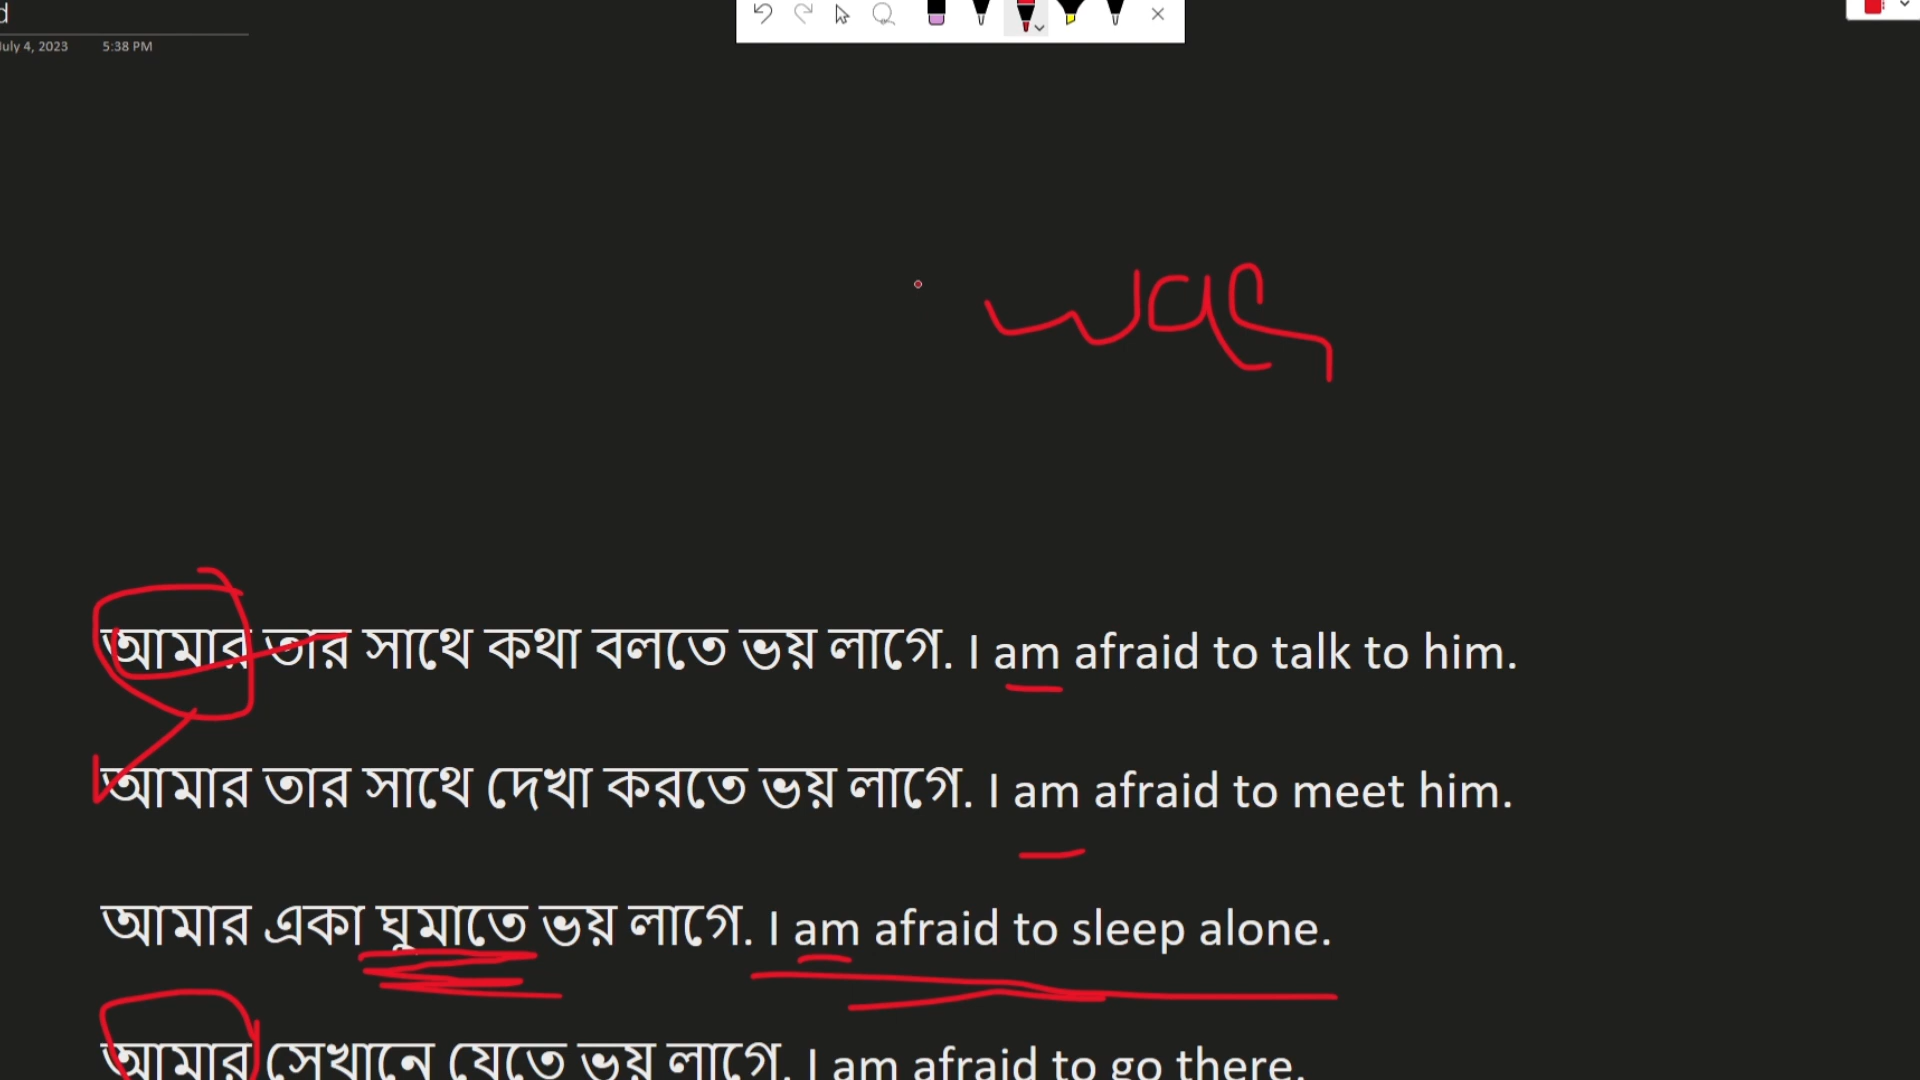 July 4, 2023 5:38 PM
was
আমার তার সাথে কথা বলতে ভয় লাগে. I am afraid to talk to him.
আমার তার সাথে দেখা করতে ভয় লাগে. I am afraid to meet him.
আমার একা ঘুমাতে ভয় লাগে. I am afraid to sleep alone.
আমার সেখানে যেতে ভয় লাগে. I am afraid to go there.